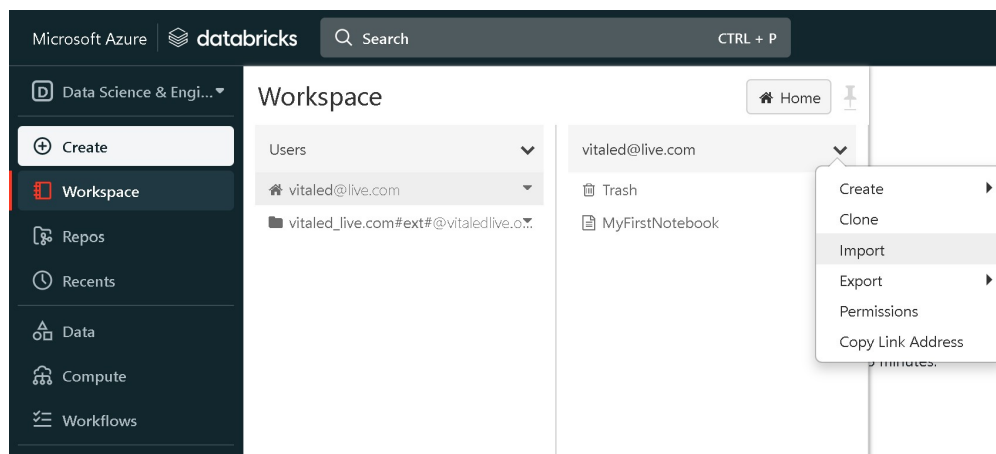 Microsoft Azure databricks Search CTRL + P
Data Science & Engi...
Create
Workspace
Repos
Recents
Data
Compute
Workflows
Workspace
Home
Users
vitaled@live.com
vitaled_live.com#ext#@vitaledlive.o...
vitaled@live.com
Trash
MyFirstNotebook
Create
Clone
Import
Export
Permissions
Copy Link Address
minutes.